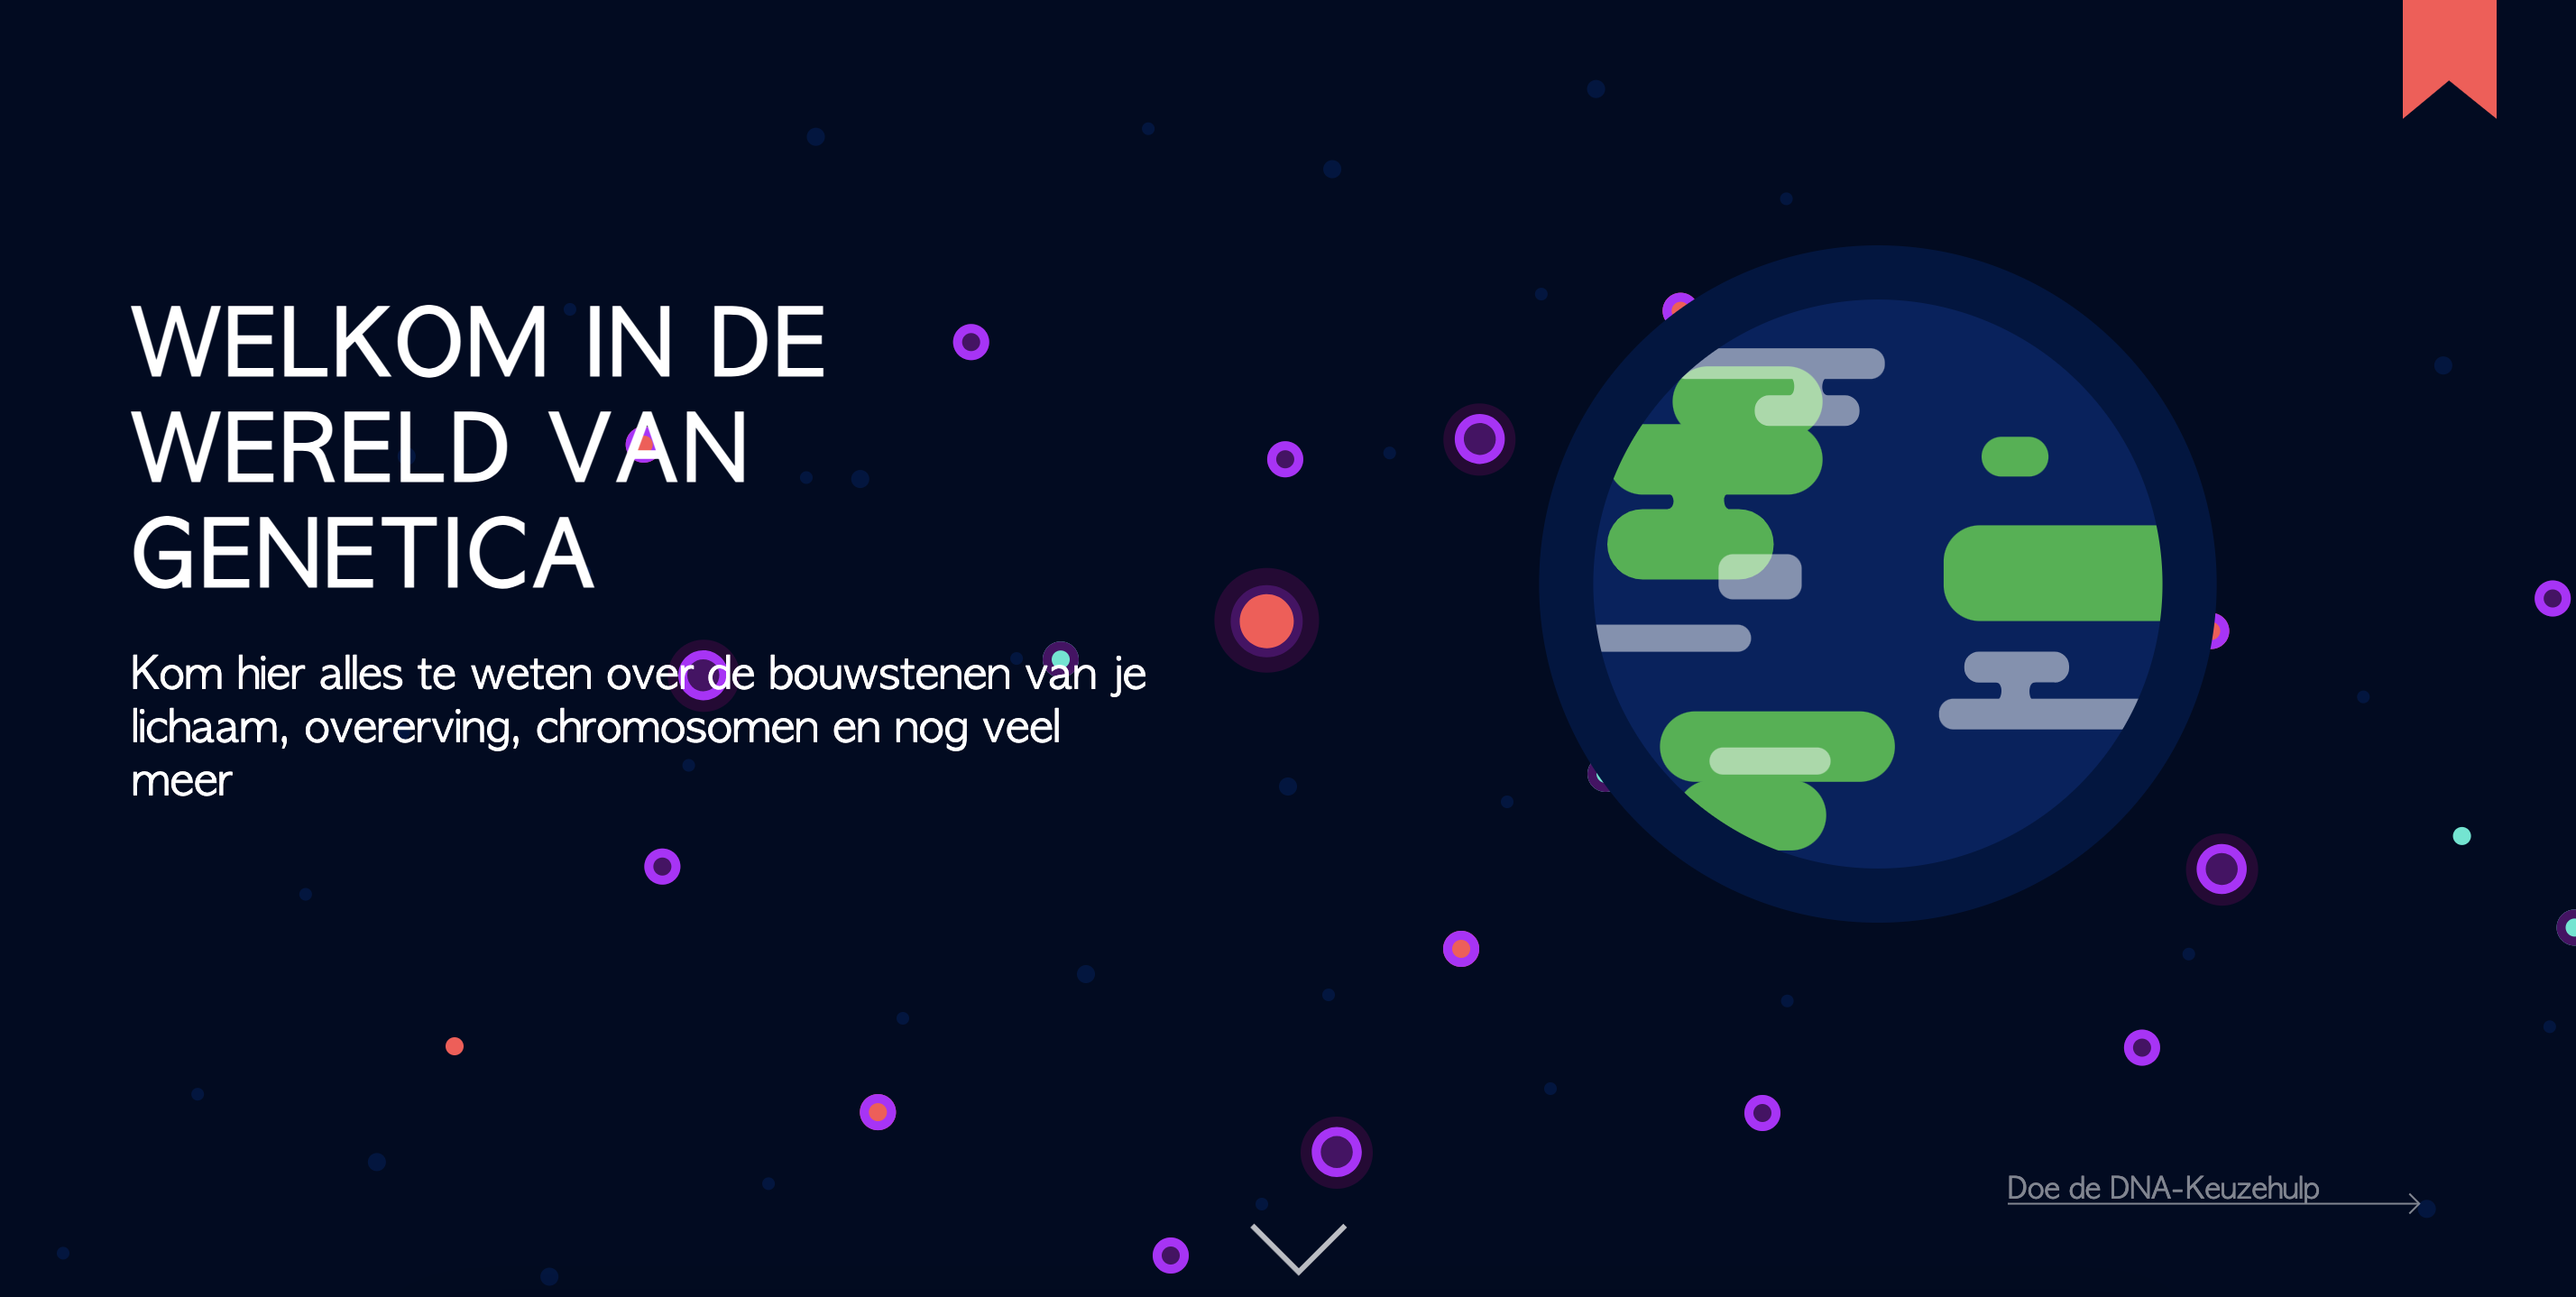 WELKOM IN DE
WERELD VAN
GENETICA
Kom hier alles te weten over de bouwstenen van je
lichaam, overerving, chromosomen en nog veel
meer
Doe de DNA-Keuzehulp